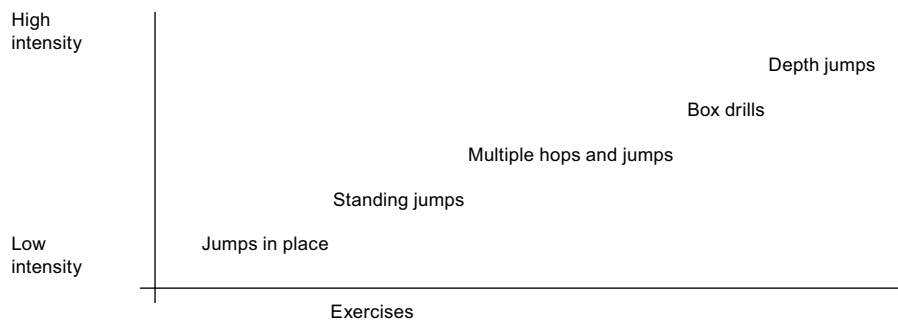 High
intensity
Depth jumps
Box drills
Multiple hops and jumps
Standing jumps
Low
intensity
Jumps in place
Exercises